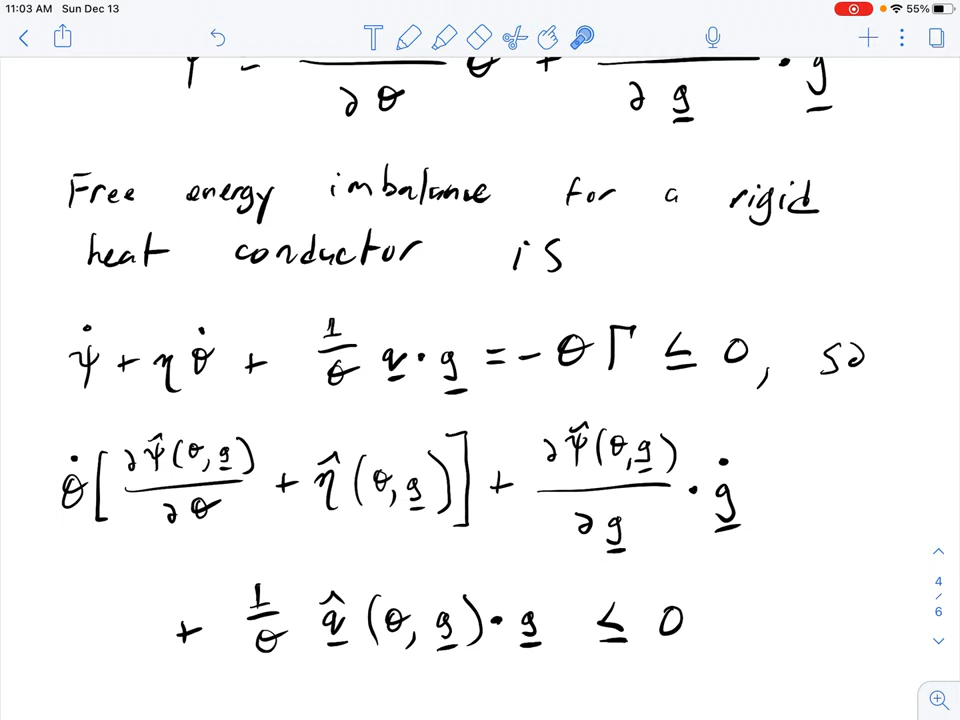 11:03 AM Sun Dec 13 55%
ψ̇ = ∂θ θ̇ + ∂g̲ · ġ̲
Free energy imbalance for a rigid
heat conductor is
ψ̇ + ηθ̇ + 1/θ q̲ · g̲ = -θΓ ≤ 0, so
θ̇[∂ψ̂(θ,g̲)/∂θ + η̂(θ,g̲)] + ∂ψ̂(θ,g̲)/∂g̲ · ġ̲
+ 1/θ q̲̂(θ,g̲) · g̲ ≤ 0
4
/
6